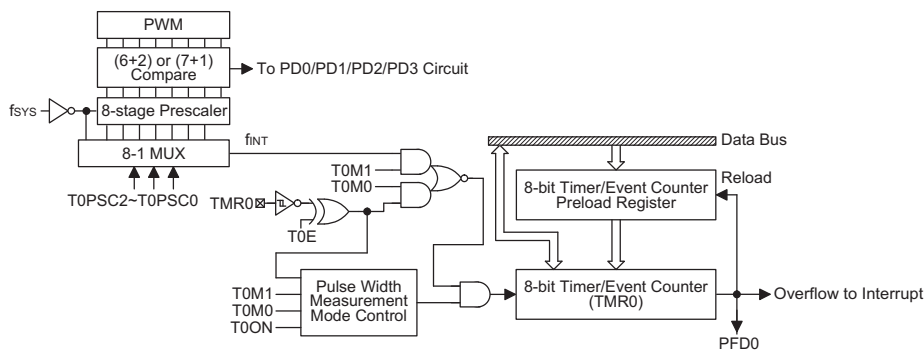 PWM
(6+2) or (7+1)
Compare
To PD0/PD1/PD2/PD3 Circuit
fSYS
8-stage Prescaler
8-1 MUX
fINT
T0PSC2~T0PSC0
T0M1
T0M0
TMR0
T0E
Data Bus
8-bit Timer/Event Counter
Preload Register
Reload
T0M1
T0M0
T0ON
Pulse Width
Measurement
Mode Control
8-bit Timer/Event Counter
(TMR0)
Overflow to Interrupt
PFD0